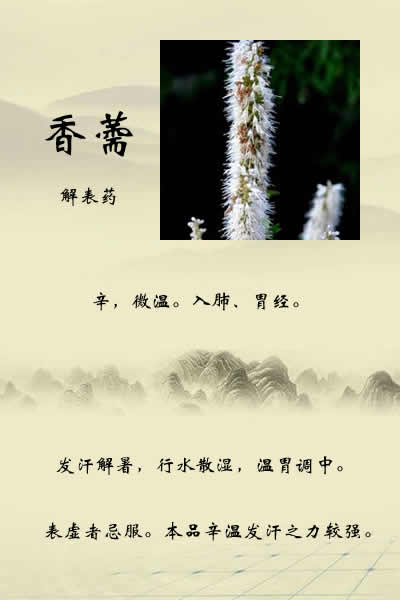 香薷
解表药
辛，微温。入肺、胃经。
发汗解暑，行水散湿，温胃调中。
表虚者忌服。本品辛温发汗之力较强。